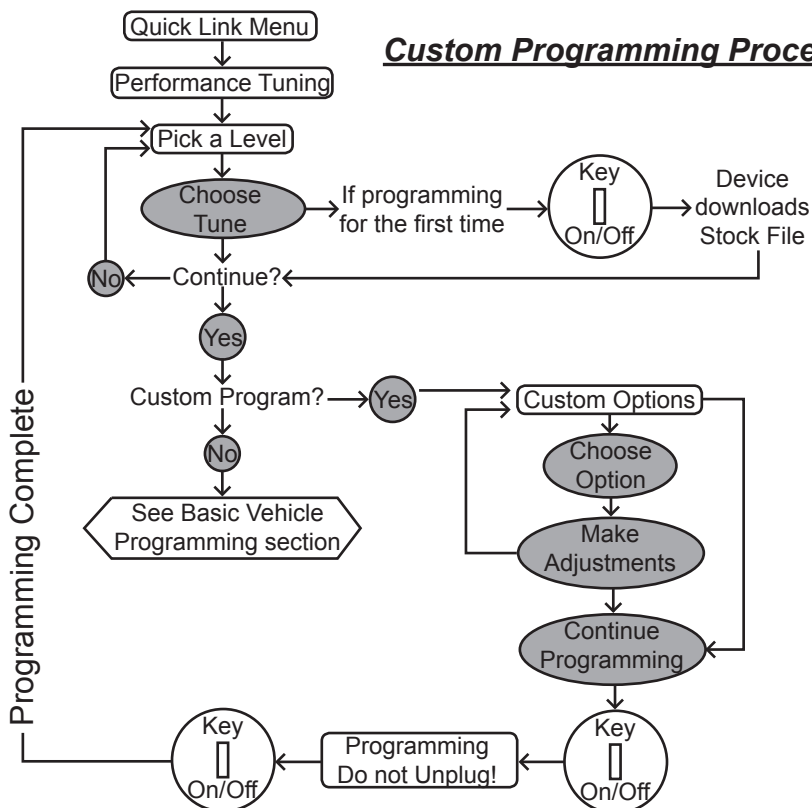 Quick Link Menu
Custom Programming Proce
Performance Tuning
Pick a Level
Choose
Tune
If programming
for the first time
Key
On/Off
Device
downloads
Stock File
No
Continue?
Yes
Custom Program?
Yes
Custom Options
No
Choose
Option
See Basic Vehicle
Programming section
Make
Adjustments
Continue
Programming
Key
On/Off
Programming
Do not Unplug!
Key
On/Off
Programming Complete